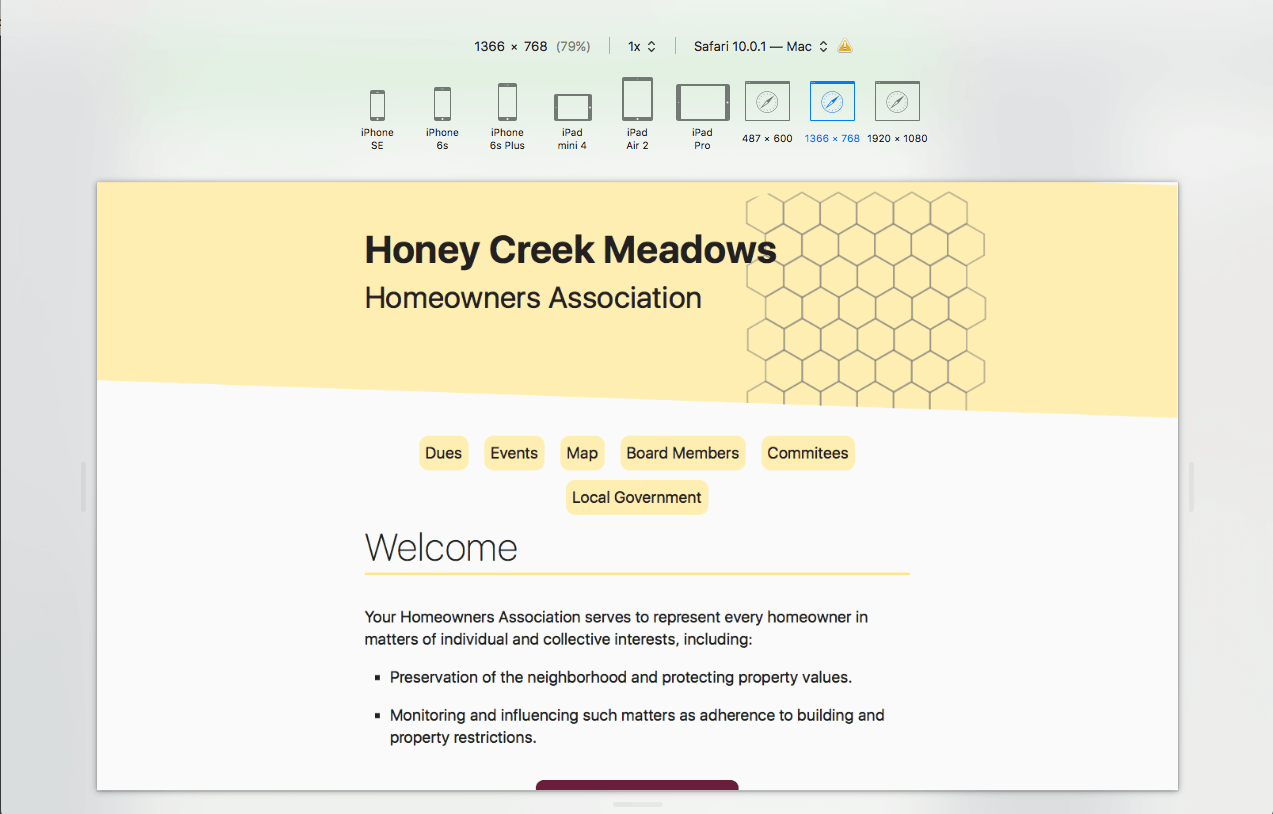 1366 × 768 (79%) 1x Safari 10.0.1 — Mac
iPhone SE
iPhone 6s
iPhone 6s Plus
iPad mini 4
iPad Air 2
iPad Pro
487 × 600
1366 × 768
1920 × 1080
Honey Creek Meadows
Homeowners Association
Dues Events Map Board Members Commitees
Local Government
Welcome
Your Homeowners Association serves to represent every homeowner in
matters of individual and collective interests, including:
▪ Preservation of the neighborhood and protecting property values.
▪ Monitoring and influencing such matters as adherence to building and
property restrictions.